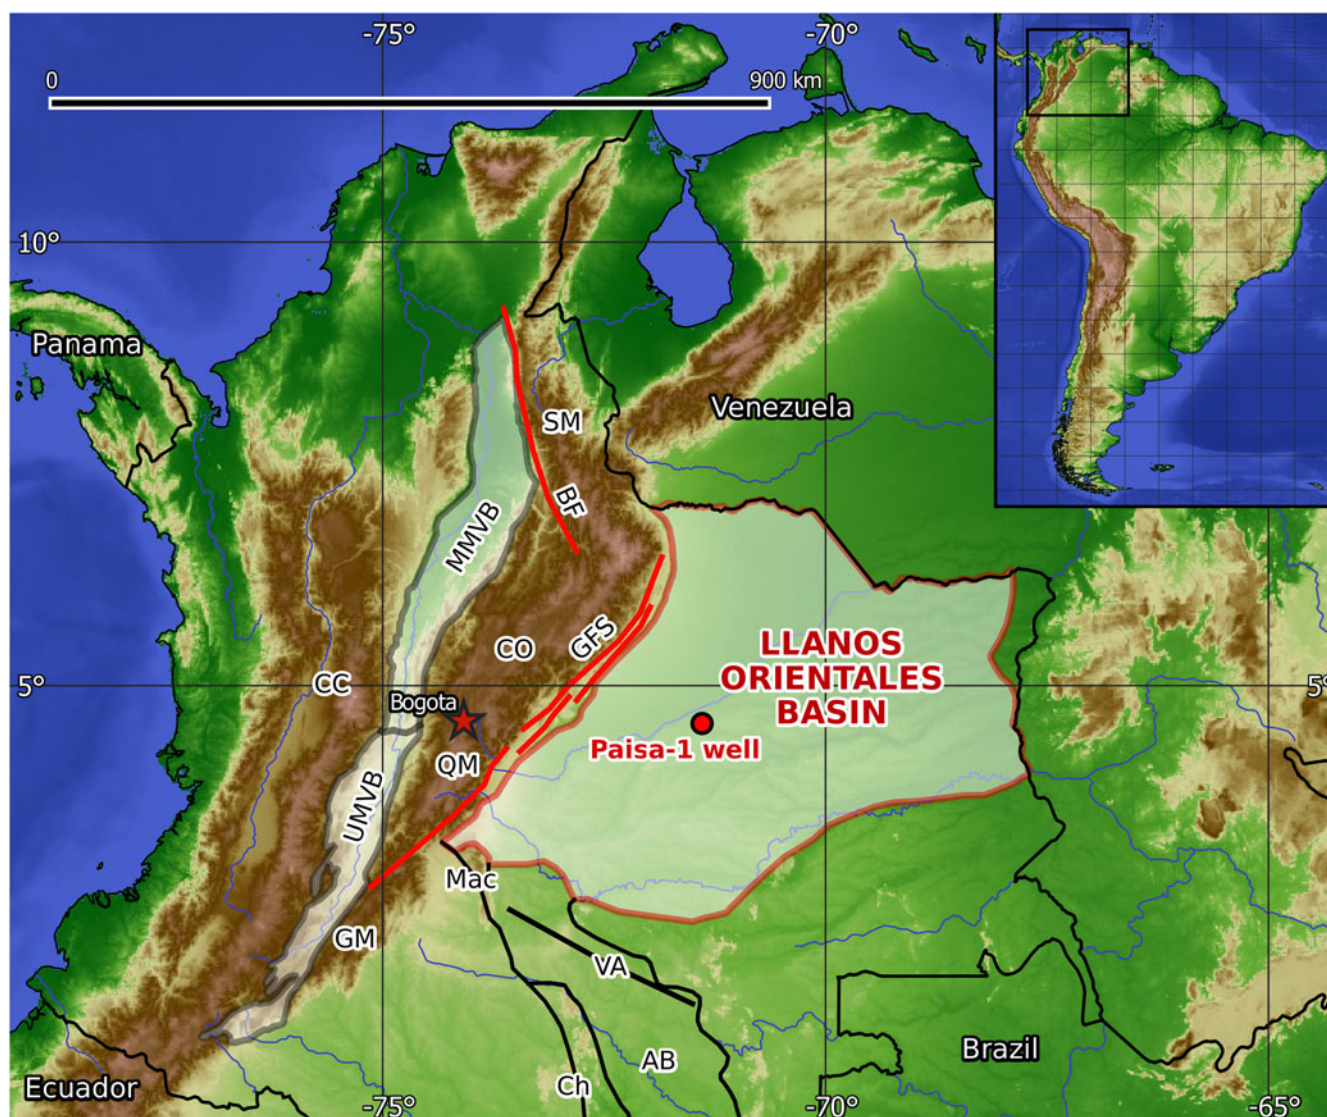 -75°
-70°
0
900 km
10°
Panama
Venezuela
SM
BF
MMVB
CO
GFS
LLANOS
ORIENTALES
BASIN
CC
5°
5°
Bogota
Paisa-1 well
QM
UMVB
Mac
GM
VA
AB
Ch
Brazil
Ecuador
-75°
-70°
-65°